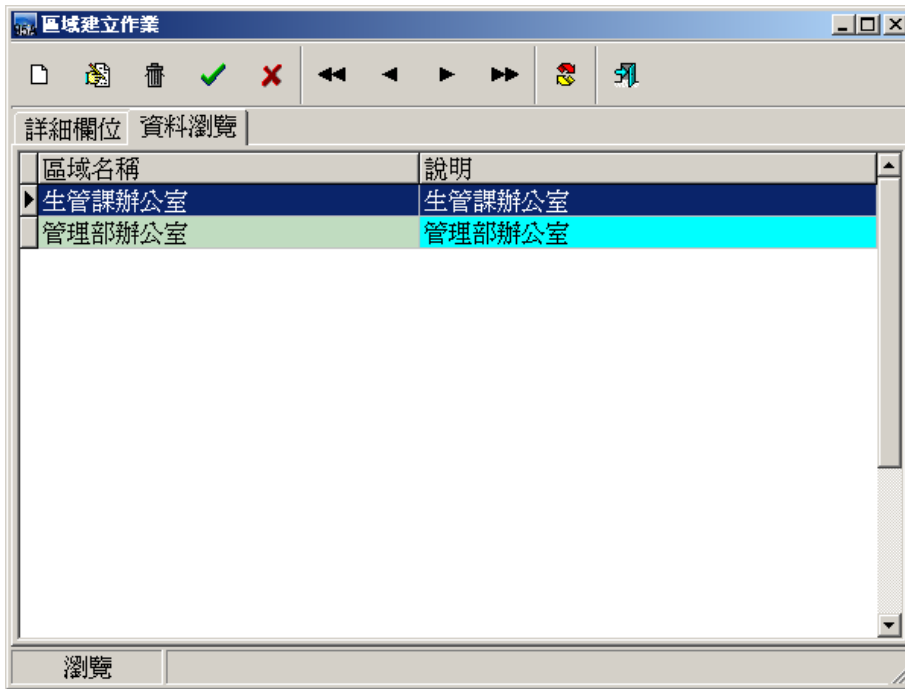 區域建立作業
詳細欄位 資料瀏覽
區域名稱 說明
生管課辦公室 生管課辦公室
管理部辦公室 管理部辦公室
瀏覽